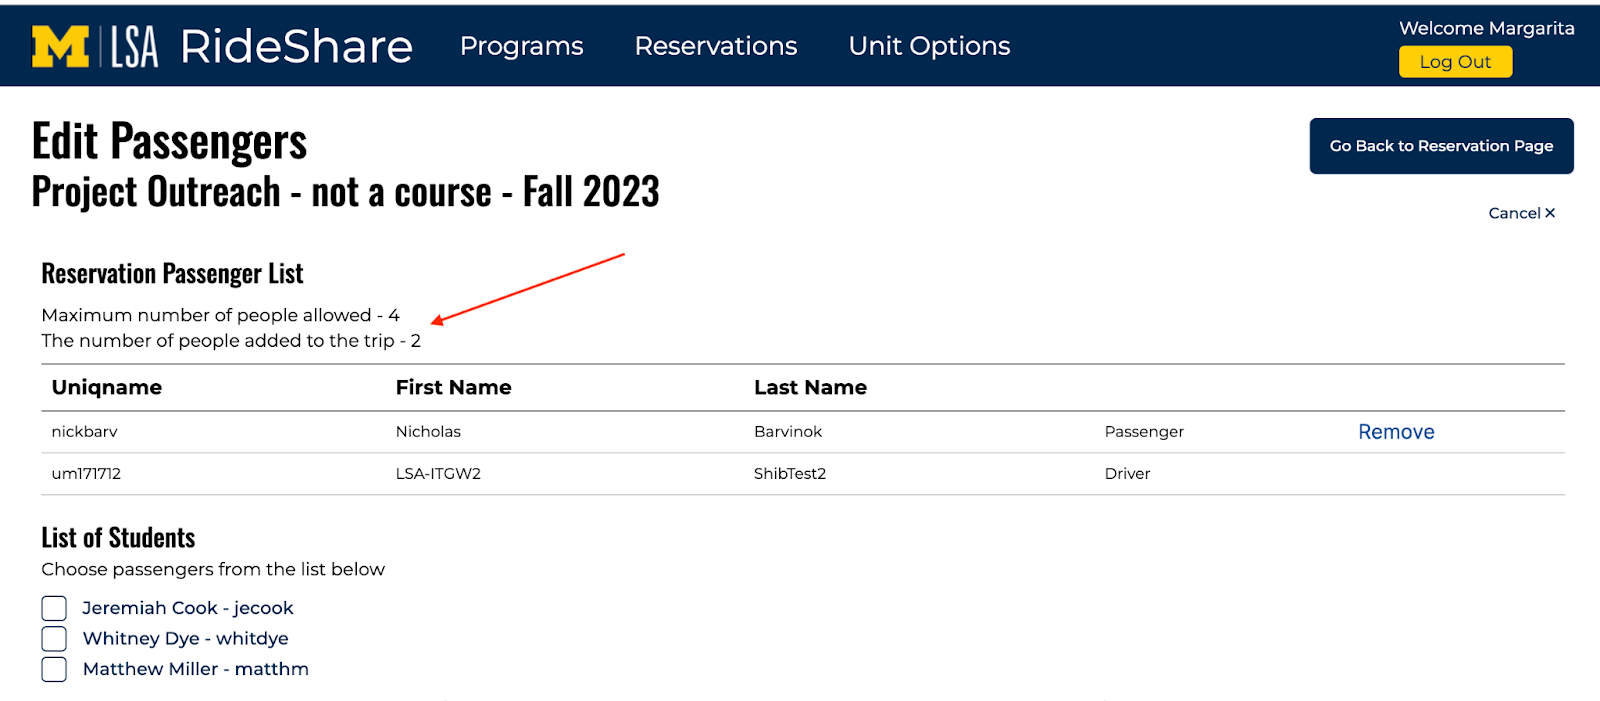 M LSA RideShare Programs Reservations Unit Options Welcome Margarita
Log Out
Edit Passengers
Go Back to Reservation Page
Project Outreach - not a course - Fall 2023
Cancel ×
Reservation Passenger List
Maximum number of people allowed - 4
The number of people added to the trip - 2
Uniqname First Name Last Name
nickbarv Nicholas Barvinok Passenger Remove
um171712 LSA-ITGW2 ShibTest2 Driver
List of Students
Choose passengers from the list below
Jeremiah Cook - jecook
Whitney Dye - whitdye
Matthew Miller - matthm